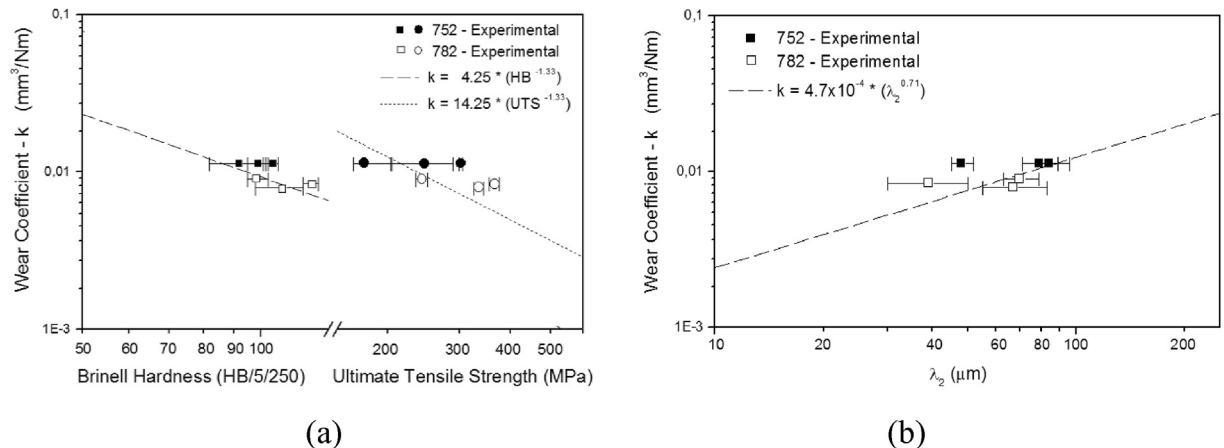 0,1
752 - Experimental
782 - Experimental
k = 4.25 * (HB -1.33)
k = 14.25 * (UTS -1.33)
0,01
1E-3
Wear Coefficient - k (mm³/Nm)
50 60 70 80 90 100 200 300 400 500
Brinell Hardness (HB/5/250) Ultimate Tensile Strength (MPa)
(a)
0,1
752 - Experimental
782 - Experimental
k = 4.7x10⁻⁴ * (λ₂^0.71)
0,01
1E-3
Wear Coefficient - k (mm³/Nm)
10 20 40 60 80 100
λ₂ (μm)
(b)